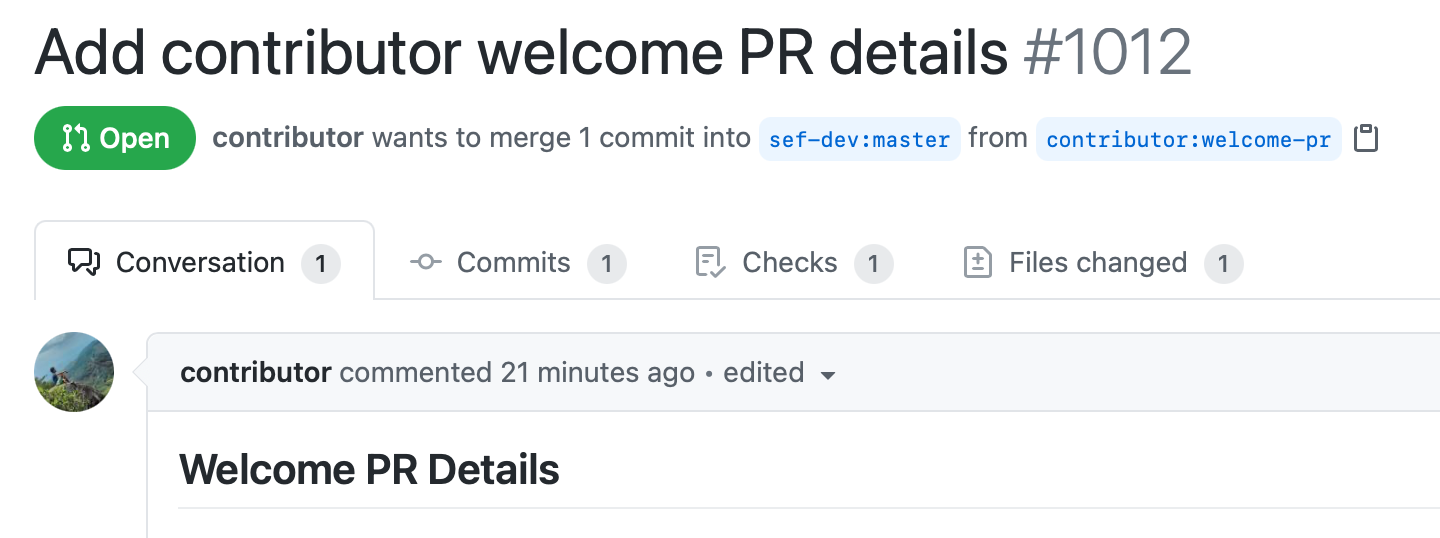 Add contributor welcome PR details #1012
Open contributor wants to merge 1 commit into sef-dev:master from contributor:welcome-pr
Conversation 1 Commits 1 Checks 1 Files changed 1
contributor commented 21 minutes ago • edited
Welcome PR Details